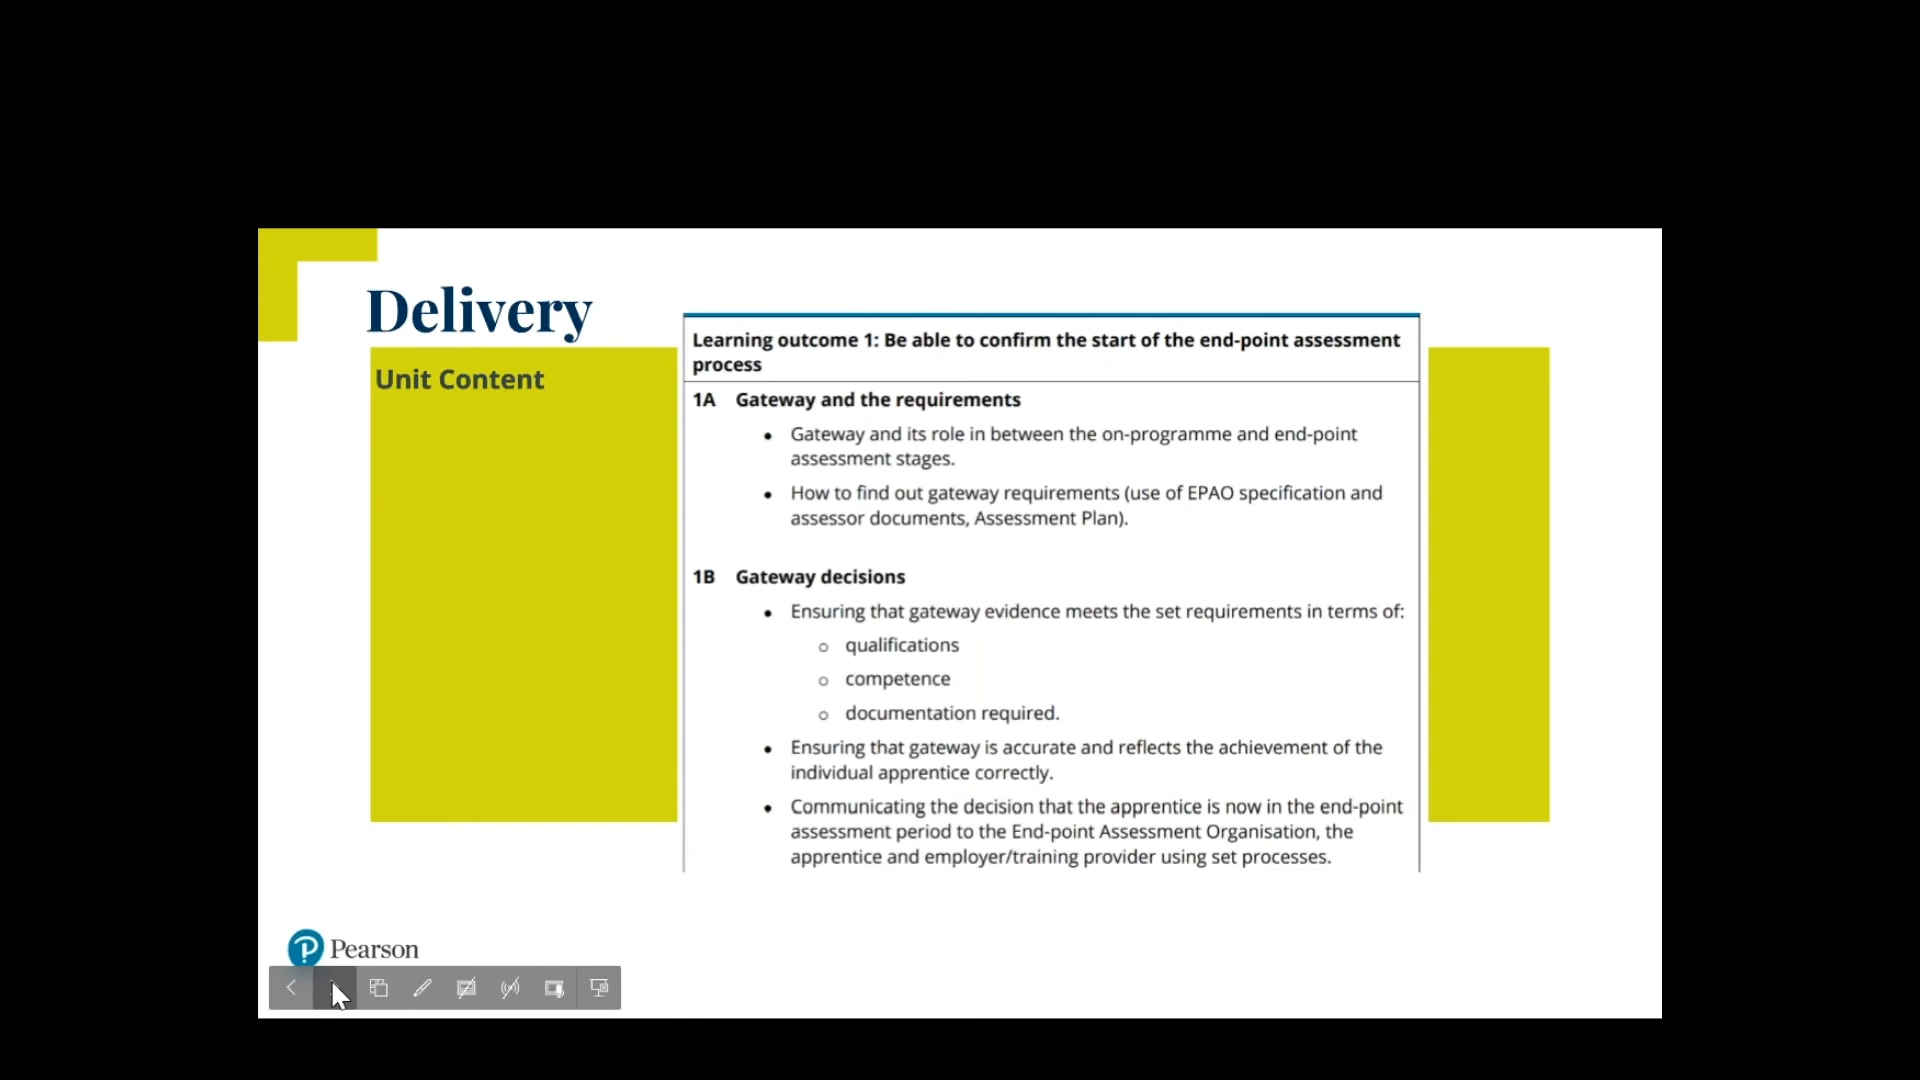 Delivery
Unit Content
Learning outcome 1: Be able to confirm the start of the end-point assessment
process
1A Gateway and the requirements
• Gateway and its role in between the on-programme and end-point
assessment stages.
• How to find out gateway requirements (use of EPAO specification and
assessor documents, Assessment Plan).
1B Gateway decisions
• Ensuring that gateway evidence meets the set requirements in terms of:
o qualifications
o competence
o documentation required.
• Ensuring that gateway is accurate and reflects the achievement of the
individual apprentice correctly.
• Communicating the decision that the apprentice is now in the end-point
assessment period to the End-point Assessment Organisation, the
apprentice and employer/training provider using set processes.
Pearson